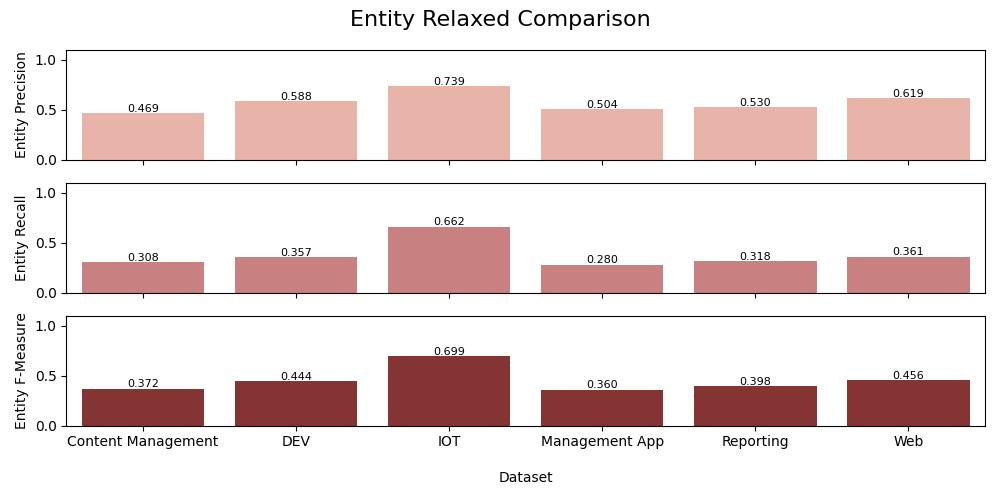 Entity Relaxed Comparison
Entity Precision
1.0
0.5
0.0
0.469
0.588
0.739
0.504
0.530
0.619
Entity Recall
1.0
0.5
0.0
0.308
0.357
0.662
0.280
0.318
0.361
Entity F-Measure
1.0
0.5
0.0
0.372
0.444
0.699
0.360
0.398
0.456
Content Management
DEV
IOT
Management App
Reporting
Web
Dataset